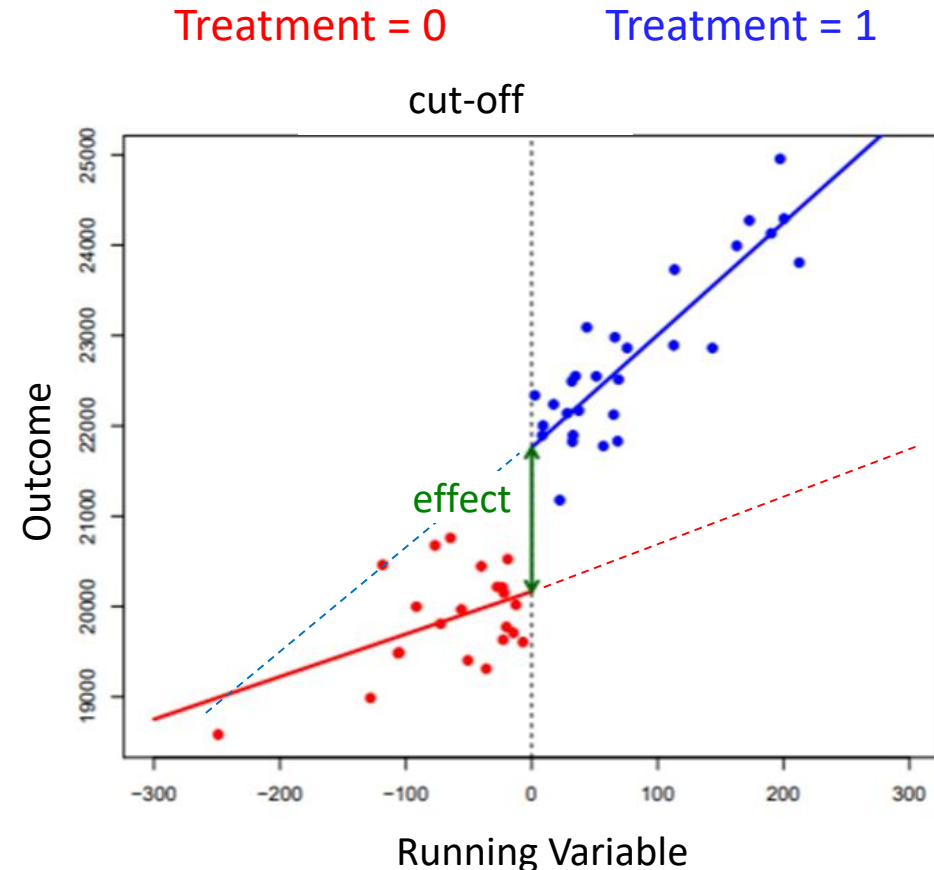 Treatment = 0 Treatment = 1
cut-off
25000
24000
23000
22000
21000
20000
19000
Outcome
effect
−300 −200 −100 0 100 200 300
Running Variable